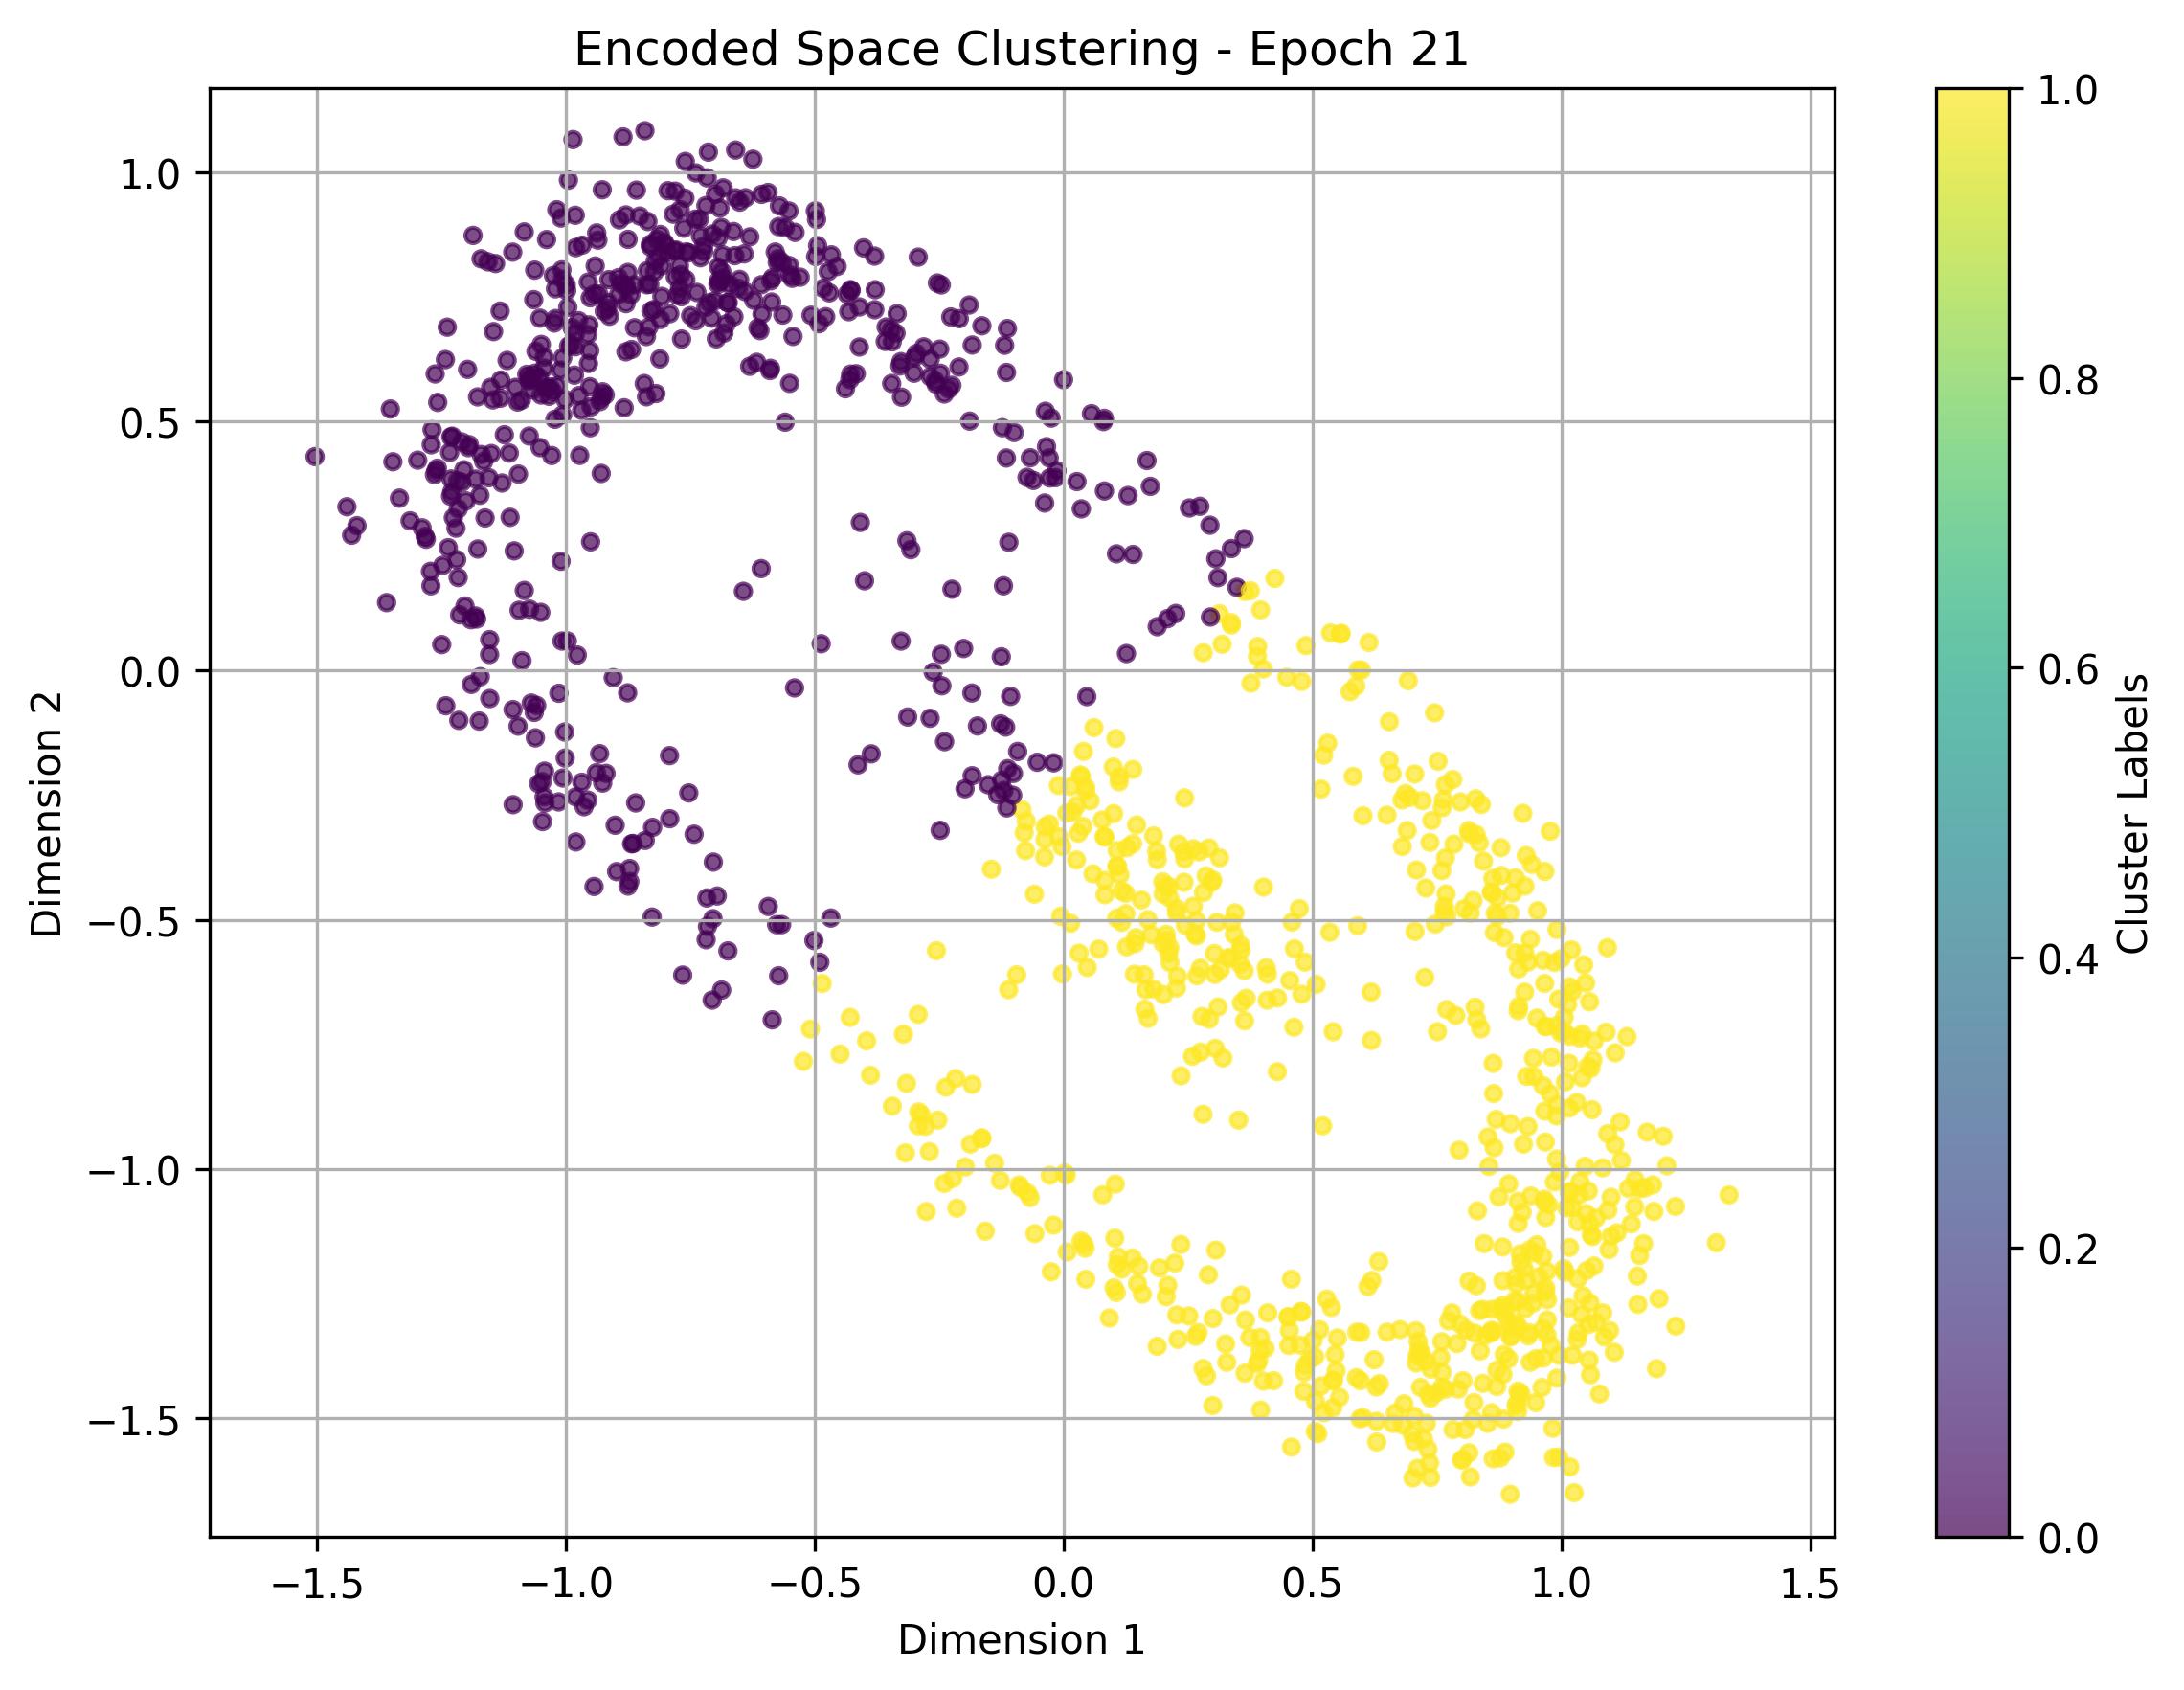 Encoded Space Clustering - Epoch 21
1.0
0.5
0.0
−0.5
−1.0
−1.5
Dimension 2
−1.5 −1.0 −0.5 0.0 0.5 1.0 1.5
Dimension 1
1.0
0.8
0.6
0.4
0.2
0.0
Cluster Labels